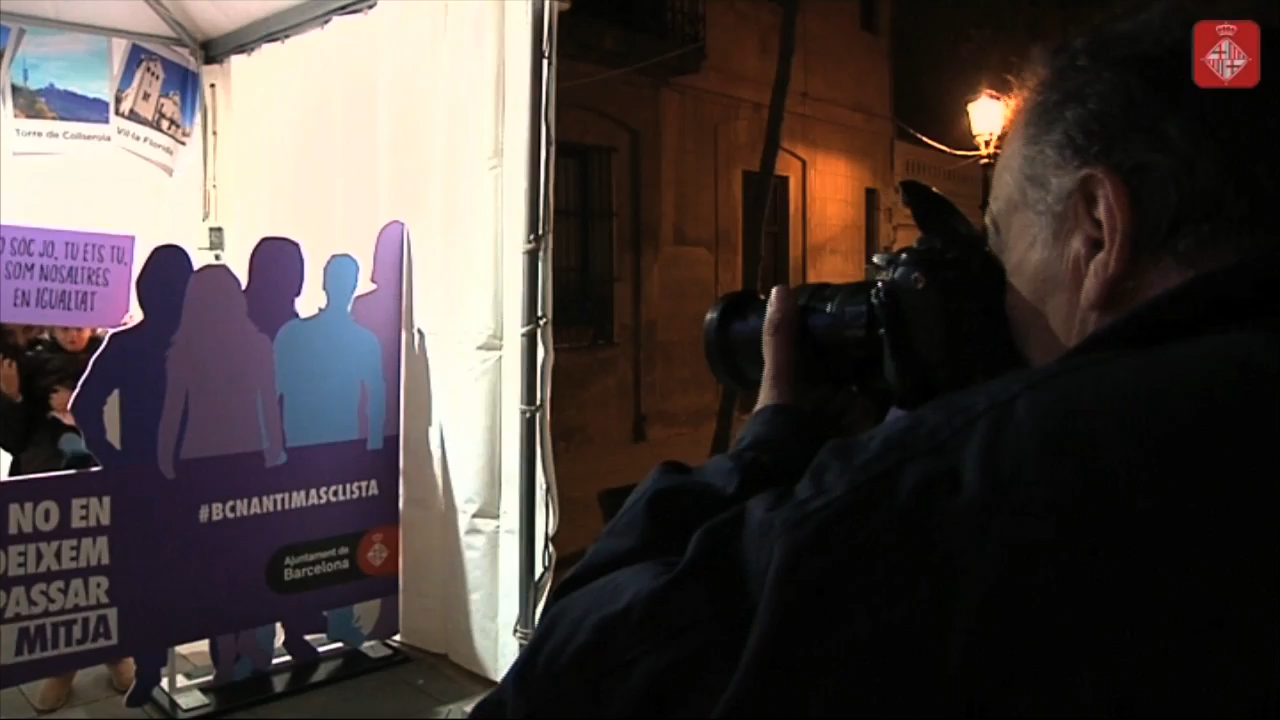 Torre de Collserola
Vil·la Florida
SÓC JO, TU ETS TU,
SOM NOSALTRES
EN IGUALTAT
#BCNANTIMASCLISTA
NO EN
DEIXEM
PASSAR
MITJA
Ajuntament de
Barcelona